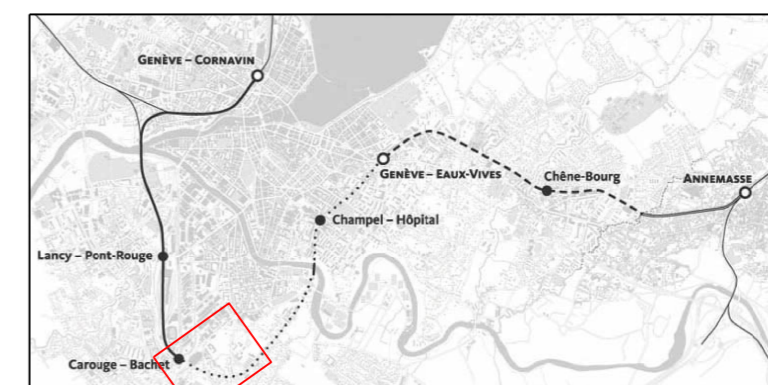 GENÈVE – CORNAVIN
GENÈVE – EAUX-VIVES
Chêne-Bourg
ANNEMASSE
Champel – Hôpital
Lancy – Pont-Rouge
Carouge – Bachet